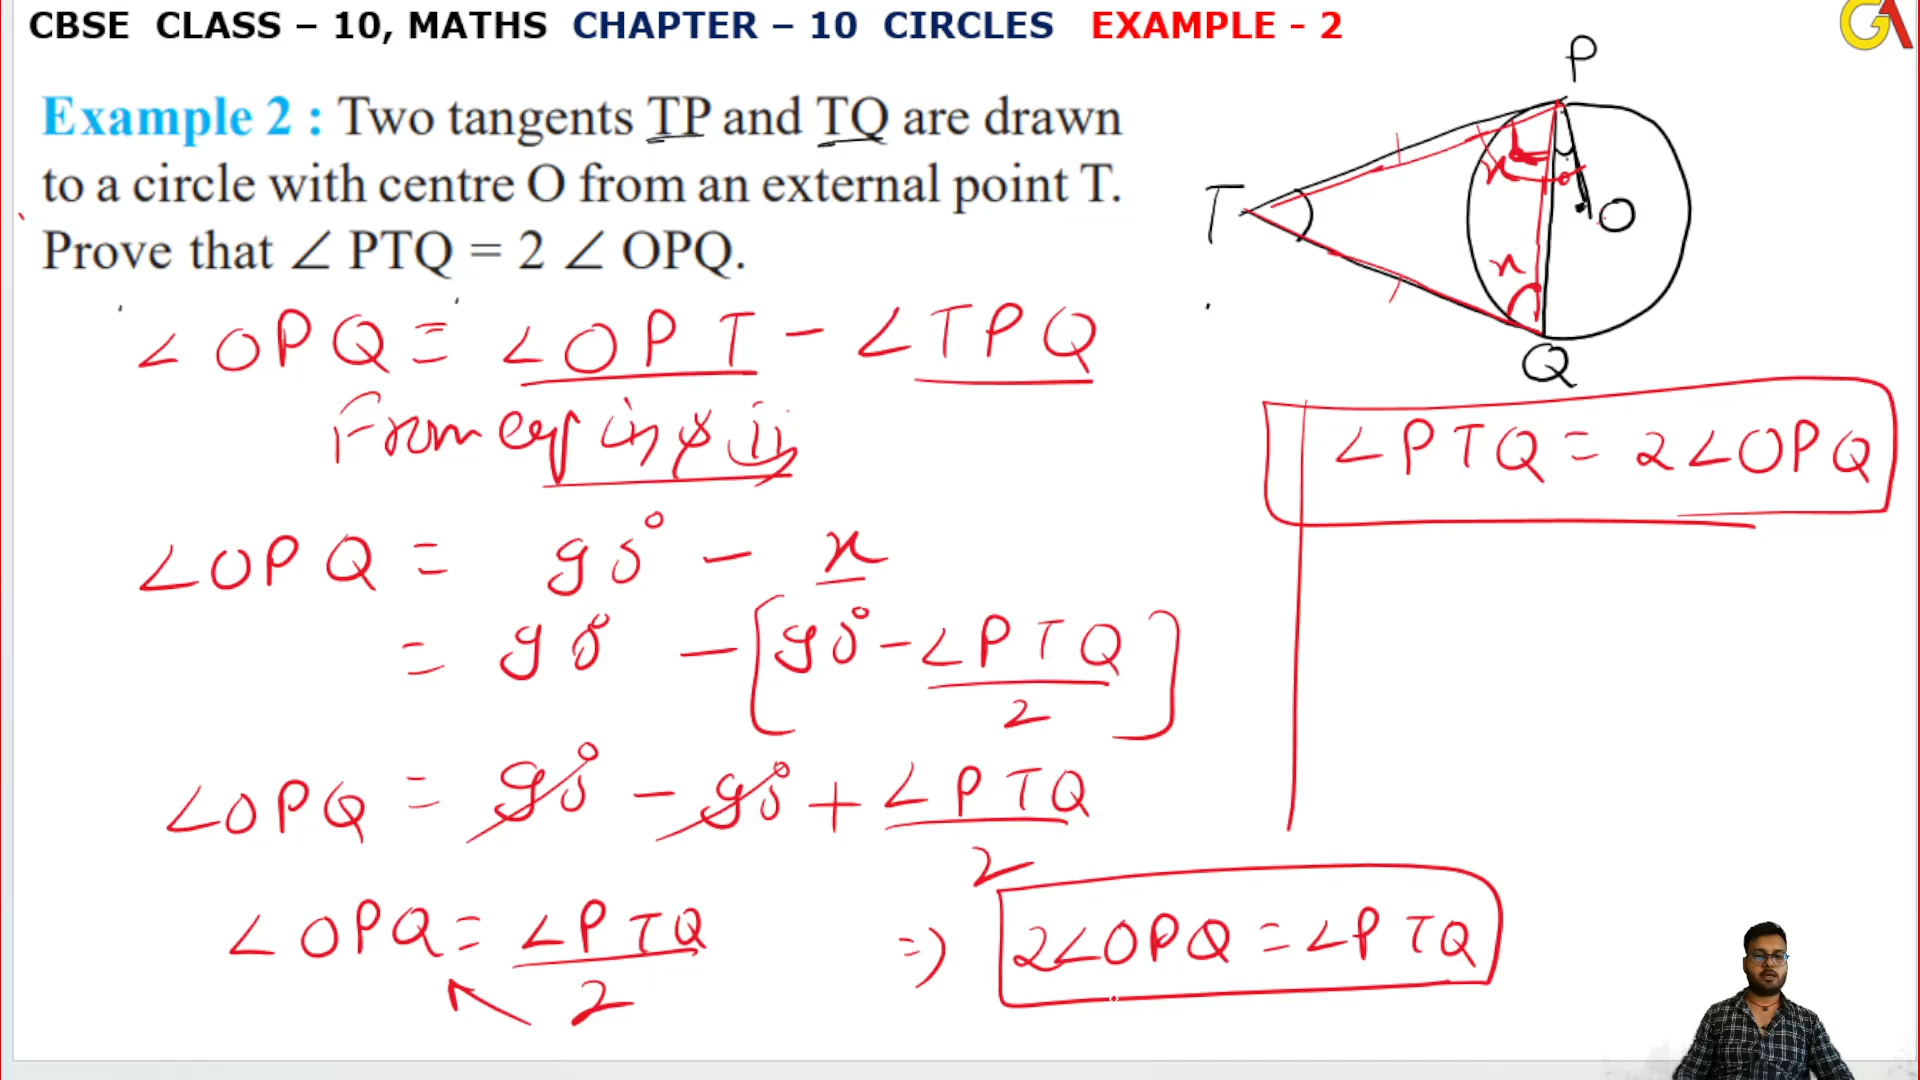 CBSE CLASS – 10, MATHS CHAPTER – 10 CIRCLES EXAMPLE - 2
GA
Example 2 : Two tangents TP and TQ are drawn
to a circle with centre O from an external point T.
Prove that ∠ PTQ = 2 ∠ OPQ.
P
T
O
x
x
Q
∠OPQ = ∠OPT - ∠TPQ
From eq i & ii
∠PTQ = 2∠OPQ
∠OPQ = 90° - x
= 90° - [90° - ∠PTQ/2]
∠OPQ = 90° - 90° + ∠PTQ/2
∠OPQ = ∠PTQ/2 => 2∠OPQ = ∠PTQ